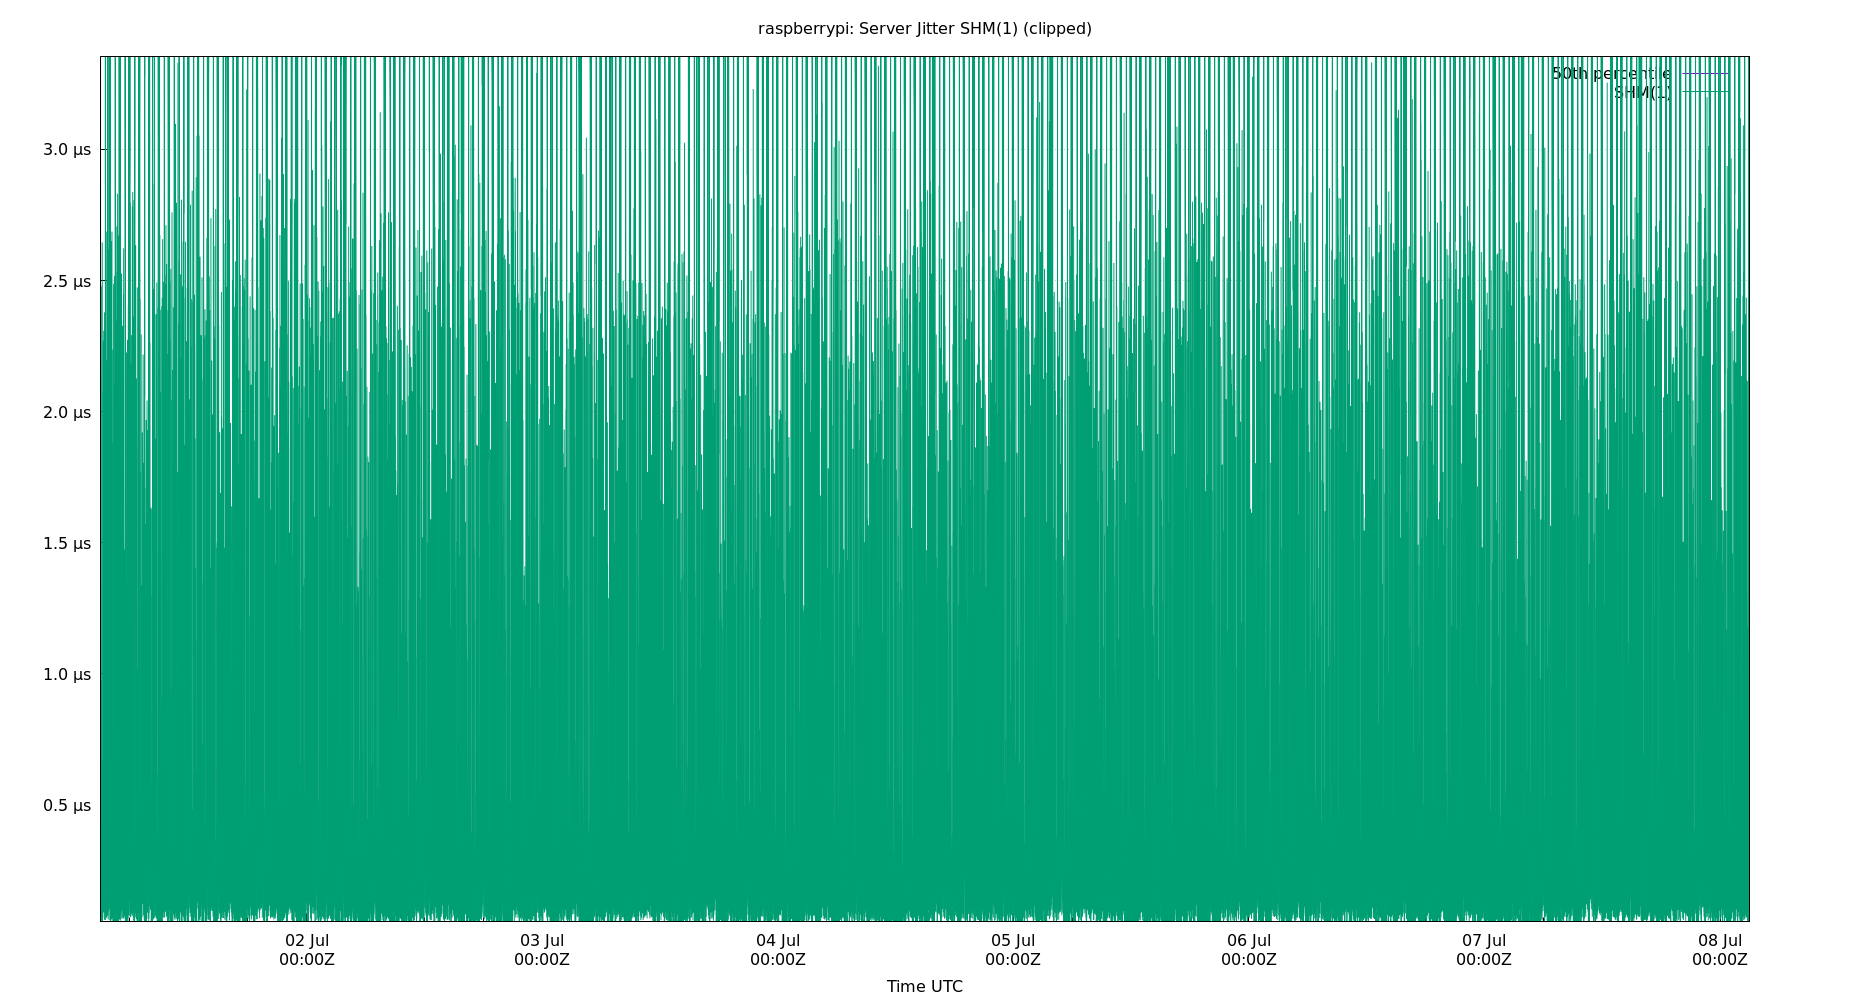 raspberrypi: Server Jitter SHM(1) (clipped)
50th percentile
SHM(1)
3.0 µs
2.5 µs
2.0 µs
1.5 µs
1.0 µs
0.5 µs
02 Jul 03 Jul 04 Jul 05 Jul 06 Jul 07 Jul 08 Jul
00:00Z 00:00Z 00:00Z 00:00Z 00:00Z 00:00Z 00:00Z
Time UTC